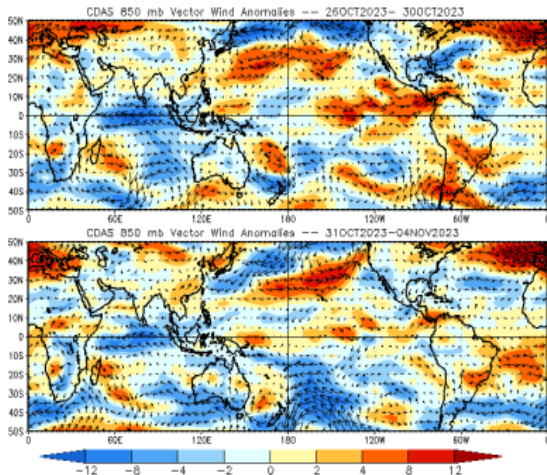 CDAS 850 mb Vector Wind Anomalies -- 26OCT2023- 30OCT2023
50N
40N
30N
20N
10N
0
10S
20S
30S
40S
50S
0 60E 120E 180 120W 60W 0
CDAS 850 mb Vector Wind Anomalies -- 31OCT2023-04NOV2023
50N
40N
30N
20N
10N
0
10S
20S
30S
40S
50S
0 60E 120E 180 120W 60W 0
-12 -8 -4 -2 0 2 4 8 12